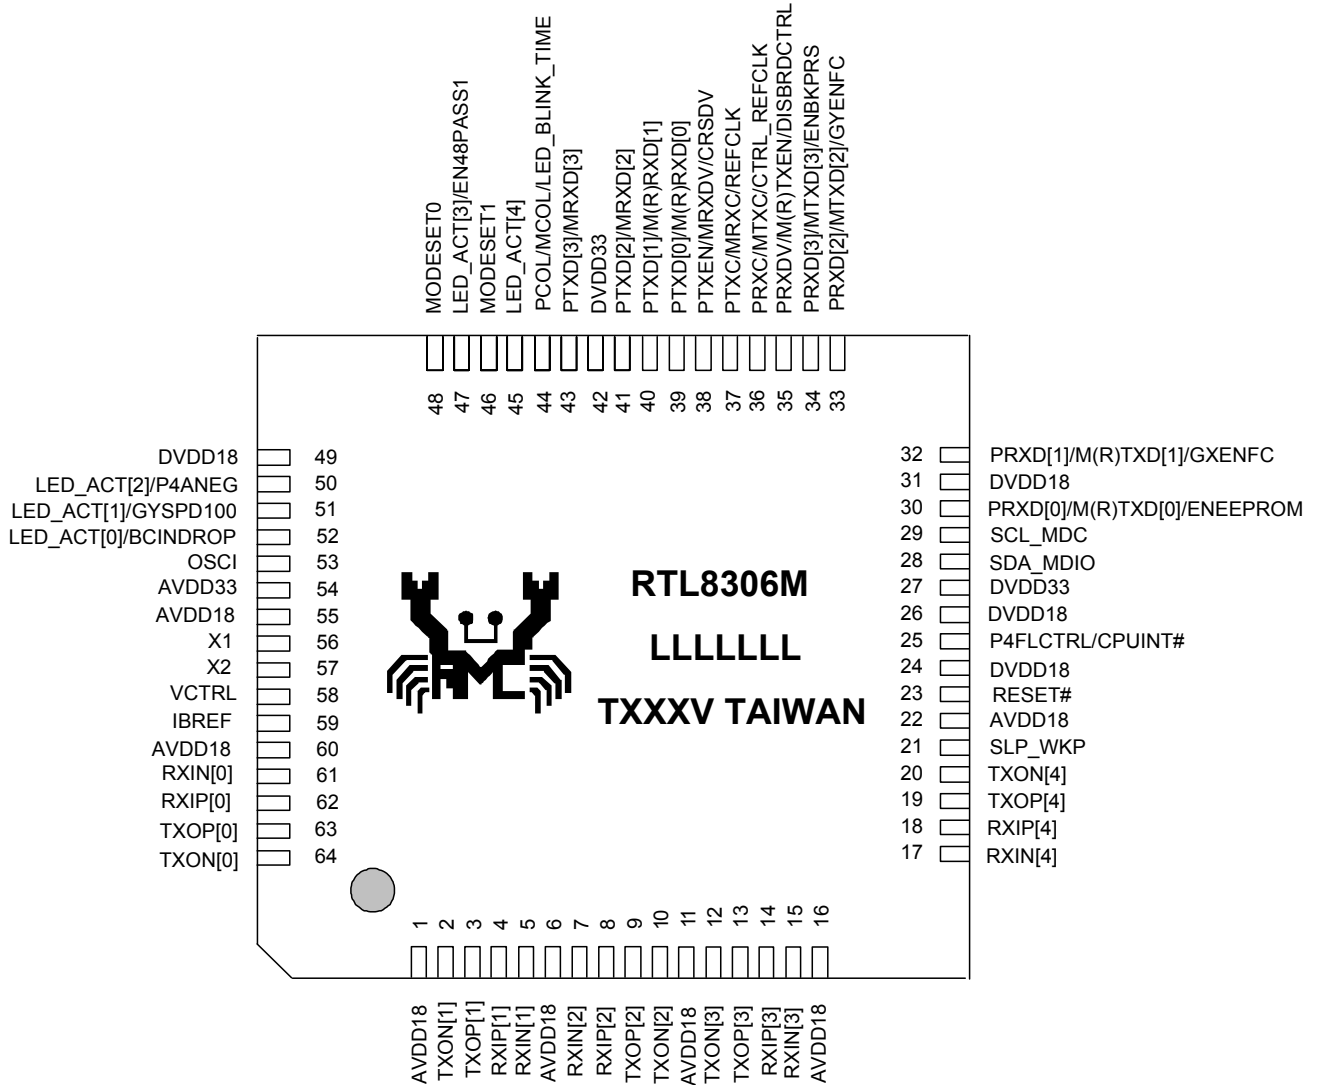 MODESET0
LED_ACT[3]/EN48PASS1
MODESET1
LED_ACT[4]
PCOL/MCOL/LED_BLINK_TIME
PTXD[3]/MRXD[3]
DVDD33
PTXD[2]/MRXD[2]
PTXD[1]/M(R)RXD[1]
PTXD[0]/M(R)RXD[0]
PTXEN/MRXDV/CRSDV
PTXC/MRXC/REFCLK
PRXC/MTXC/CTRL_REFCLK
PRXDV/M(R)TXEN/DISBRDCTRL
PRXD[3]/MTXD[3]/ENBKPRS
PRXD[2]/MTXD[2]/GYENFC
48
47
46
45
44
43
42
41
40
39
38
37
36
35
34
33
DVDD18 49
LED_ACT[2]/P4ANEG 50
LED_ACT[1]/GYSPD100 51
LED_ACT[0]/BCINDROP 52
OSCI 53
AVDD33 54
AVDD18 55
X1 56
X2 57
VCTRL 58
IBREF 59
AVDD18 60
RXIN[0] 61
RXIP[0] 62
TXOP[0] 63
TXON[0] 64
RTL8306M
LLLLLLL
TXXXV TAIWAN
32 PRXD[1]/M(R)TXD[1]/GXENFC
31 DVDD18
30 PRXD[0]/M(R)TXD[0]/ENEEPROM
29 SCL_MDC
28 SDA_MDIO
27 DVDD33
26 DVDD18
25 P4FLCTRL/CPUINT#
24 DVDD18
23 RESET#
22 AVDD18
21 SLP_WKP
20 TXON[4]
19 TXOP[4]
18 RXIP[4]
17 RXIN[4]
1
2
3
4
5
6
7
8
9
10
11
12
13
14
15
16
AVDD18
TXON[1]
TXOP[1]
RXIP[1]
RXIN[1]
AVDD18
RXIN[2]
RXIP[2]
TXOP[2]
TXON[2]
AVDD18
TXON[3]
TXOP[3]
RXIP[3]
RXIN[3]
AVDD18